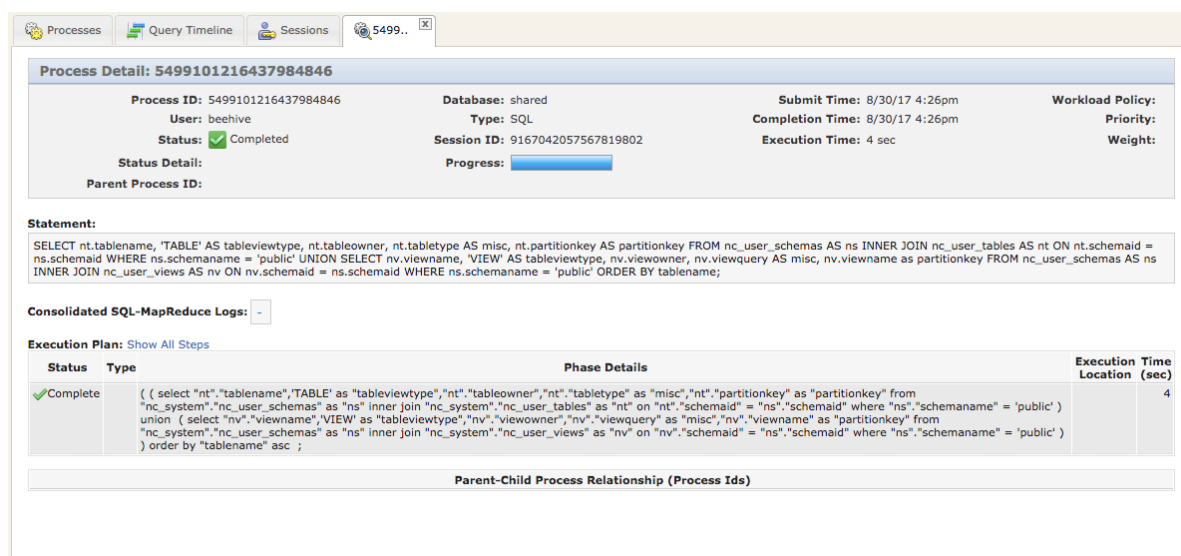 Processes Query Timeline Sessions 5499.. X
Process Detail: 5499101216437984846
Process ID: 5499101216437984846 Database: shared Submit Time: 8/30/17 4:26pm Workload Policy:
User: beehive Type: SQL Completion Time: 8/30/17 4:26pm Priority:
Status: Completed Session ID: 9167042057567819802 Execution Time: 4 sec Weight:
Status Detail: Progress:
Parent Process ID:
Statement:
SELECT nt.tablename, 'TABLE' AS tableviewtype, nt.tableowner, nt.tabletype AS misc, nt.partitionkey AS partitionkey FROM nc_user_schemas AS ns INNER JOIN nc_user_tables AS nt ON nt.schemaid =
ns.schemaid WHERE ns.schemaname = 'public' UNION SELECT nv.viewname, 'VIEW' AS tableviewtype, nv.viewowner, nv.viewquery AS misc, nv.viewname as partitionkey FROM nc_user_schemas AS ns
INNER JOIN nc_user_views AS nv ON nv.schemaid = ns.schemaid WHERE ns.schemaname = 'public' ORDER BY tablename;
Consolidated SQL-MapReduce Logs: -
Execution Plan: Show All Steps
Status Type Phase Details Execution Time
Location (sec)
Complete ( ( select "nt"."tablename",'TABLE' as "tableviewtype","nt"."tableowner","nt"."tabletype" as "misc","nt"."partitionkey" as "partitionkey" from 4
"nc_system"."nc_user_schemas" as "ns" inner join "nc_system"."nc_user_tables" as "nt" on "nt"."schemaid" = "ns"."schemaid" where "ns"."schemaname" = 'public' )
union ( select "nv"."viewname",'VIEW' as "tableviewtype","nv"."viewowner","nv"."viewquery" as "misc","nv"."viewname" as "partitionkey" from
"nc_system"."nc_user_schemas" as "ns" inner join "nc_system"."nc_user_views" as "nv" on "nv"."schemaid" = "ns"."schemaid" where "ns"."schemaname" = 'public' )
) order by "tablename" asc ;
Parent-Child Process Relationship (Process Ids)